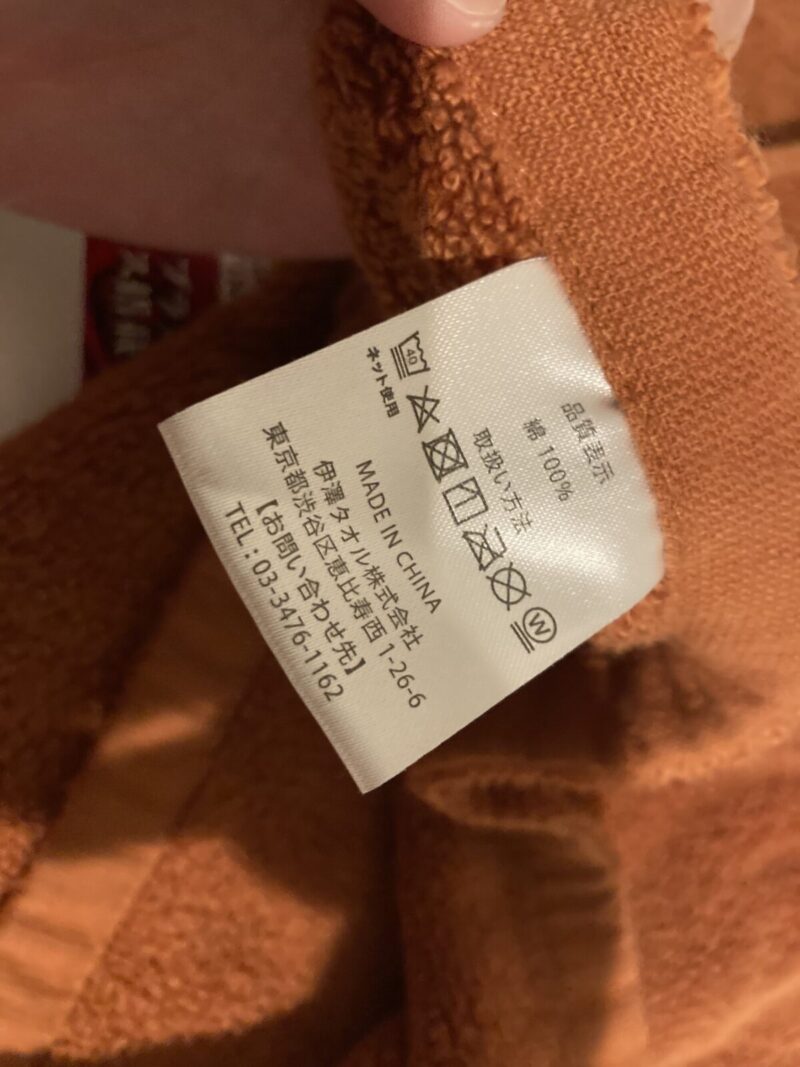 品質表示
綿 100%
取扱い方法
40
W
ネット使用
MADE IN CHINA
伊澤タオル株式会社
東京都渋谷区恵比寿西 1-26-6
【お問い合わせ先】
TEL : 03-3476-1162